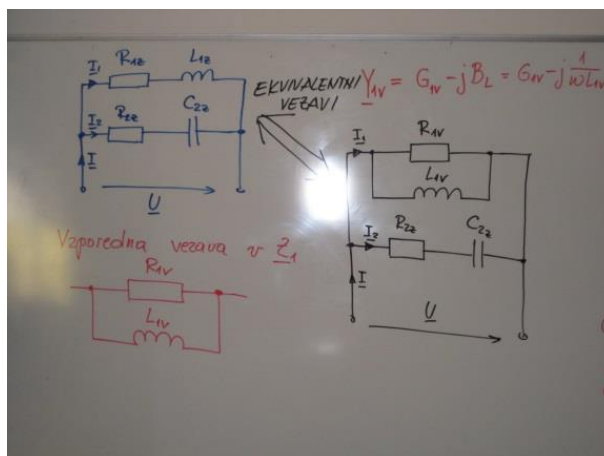 R1z L1z
I1
R2z C2z
I2
I
U
EKVIVALENTNI
VEZAVI
Y1v = G1v - jBL = G1v - j 1/ωL1v
I1 R1v
L1v
I2 R2z C2z
I
U
Vzporedna vezava v Z1
R1v
L1v